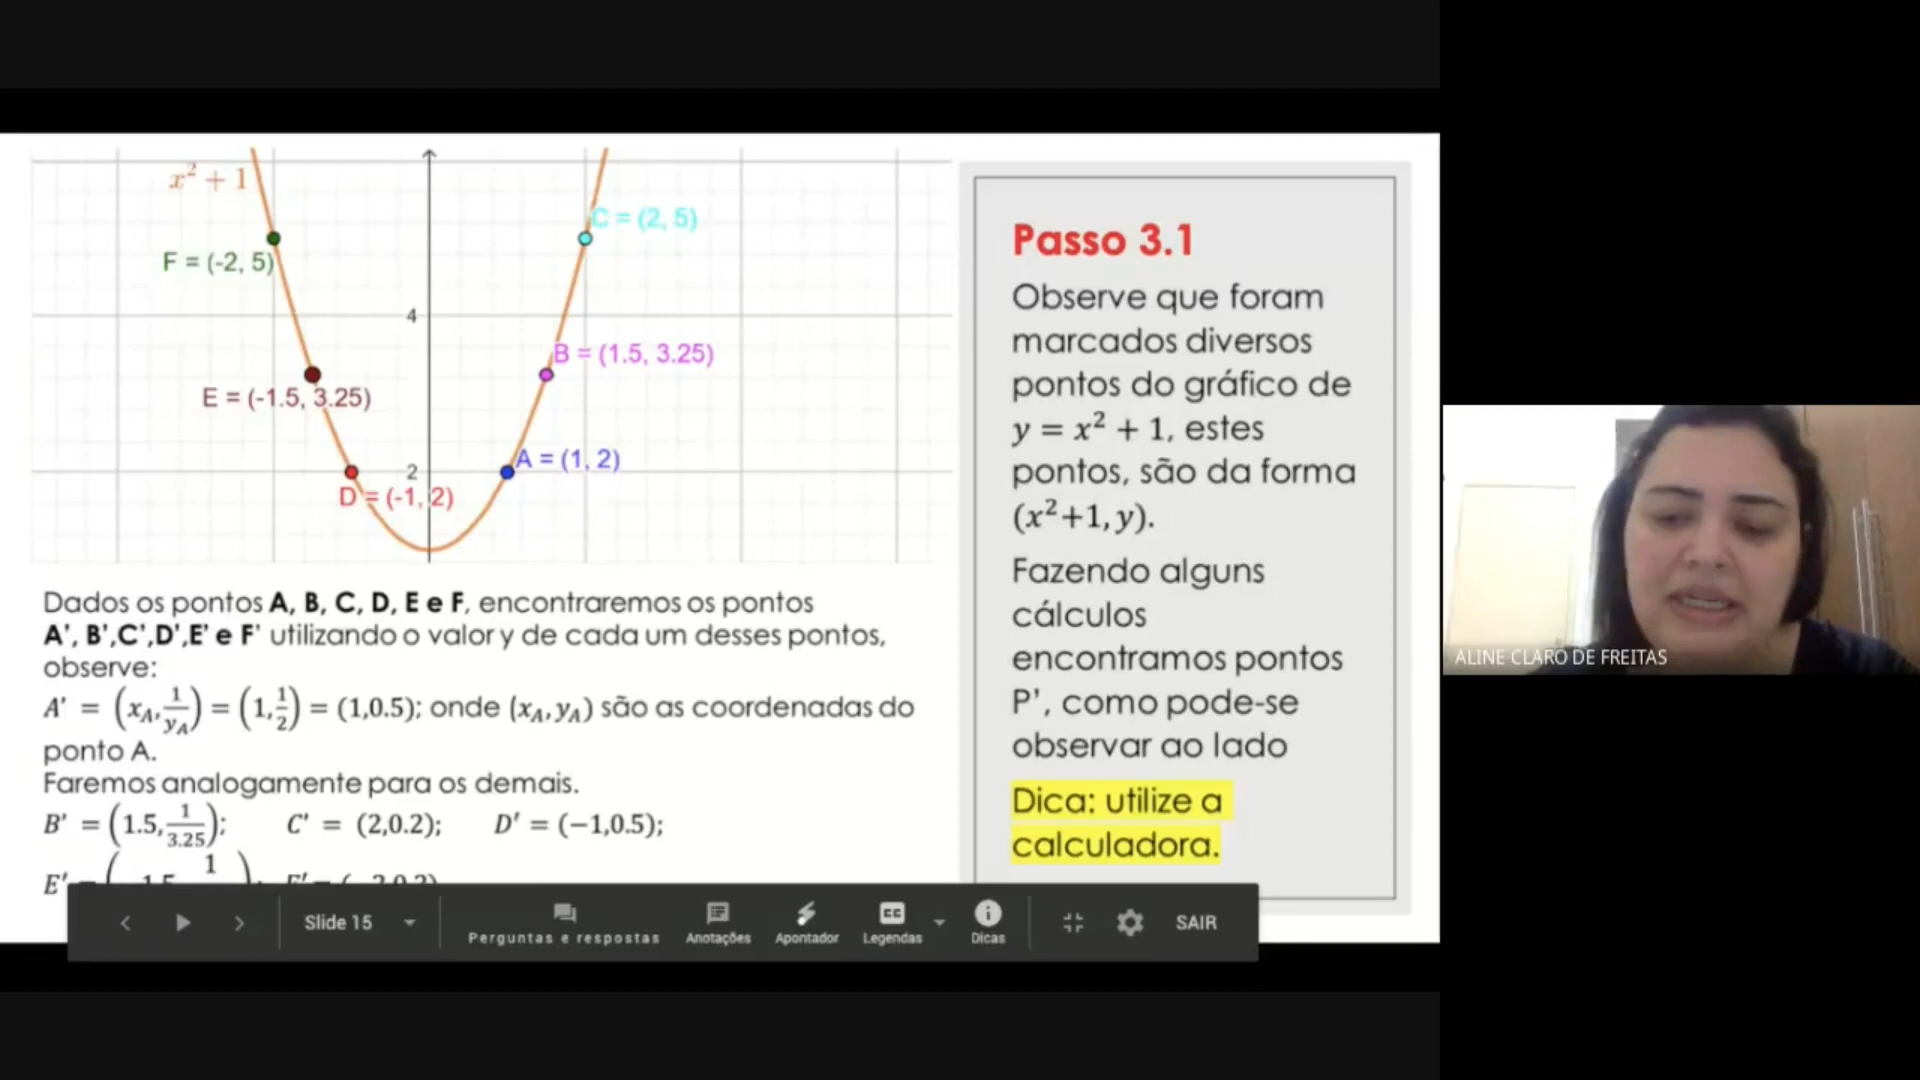 x² + 1
C = (2, 5)
F = (-2, 5)
4
B = (1.5, 3.25)
E = (-1.5, 3.25)
A = (1, 2)
2
D = (-1, 2)
Dados os pontos A, B, C, D, E e F, encontraremos os pontos
A', B',C',D',E' e F' utilizando o valor y de cada um desses pontos,
observe:
A' = (x_A, 1/y_A) = (1, 1/2) = (1,0.5); onde (x_A, y_A) são as coordenadas do
ponto A.
Faremos analogamente para os demais.
B' = (1.5, 1/3.25); C' = (2,0.2); D' = (−1,0.5);
Passo 3.1
Observe que foram
marcados diversos
pontos do gráfico de
y = x² + 1, estes
pontos, são da forma
(x²+1, y).
Fazendo alguns
cálculos
encontramos pontos
P', como pode-se
observar ao lado
Dica: utilize a
calculadora.
Slide 15
Perguntas e respostas
Anotações
Apontador
Legendas
Dicas
SAIR
ALINE CLARO DE FREITAS